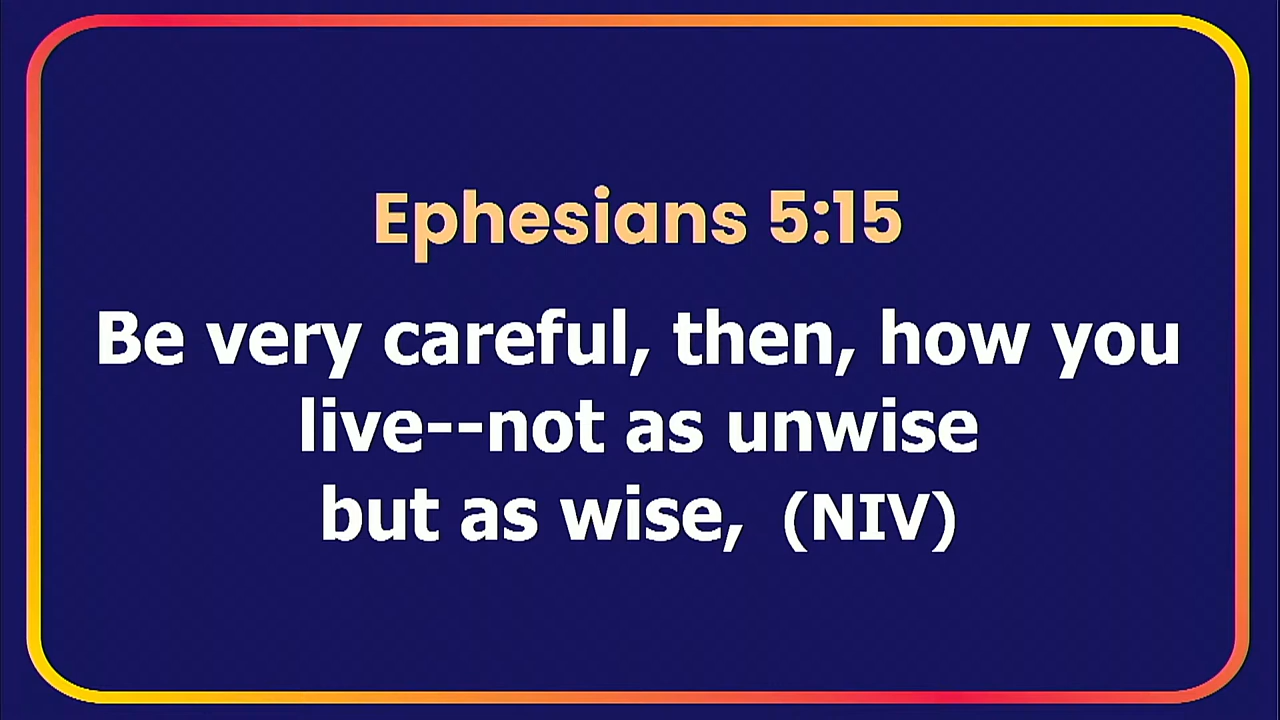 Ephesians 5:15
Be very careful, then, how you
live--not as unwise
but as wise, (NIV)